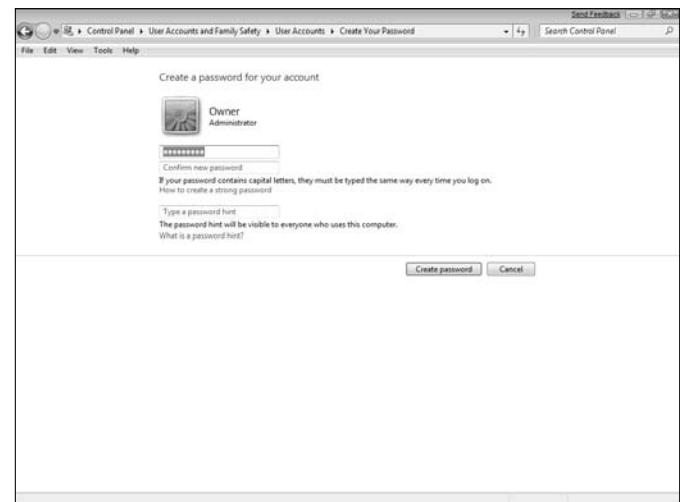 Send Feedback
Control Panel User Accounts and Family Safety User Accounts Create Your Password
Search Control Panel
File Edit View Tools Help
Create a password for your account
Owner
Administrator
Confirm new password
If your password contains capital letters, they must be typed the same way every time you log on.
How to create a strong password
Type a password hint
The password hint will be visible to everyone who uses this computer.
What is a password hint?
Create password Cancel